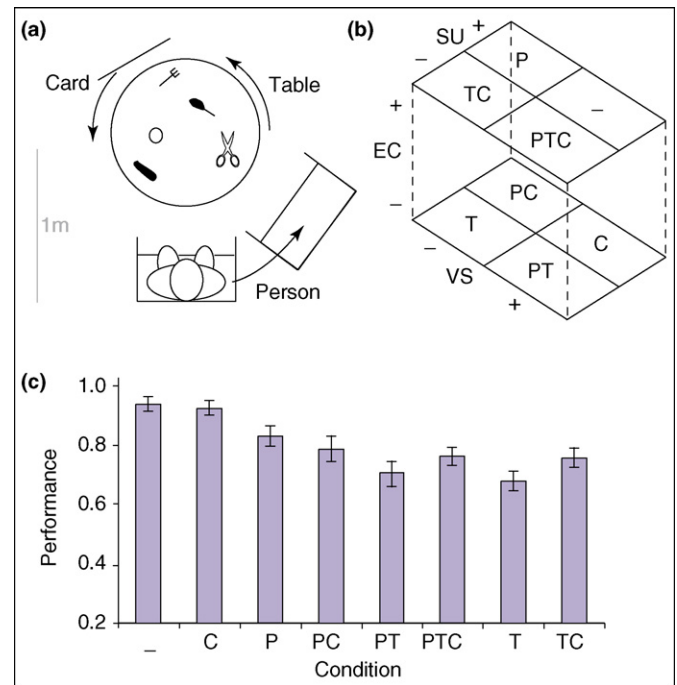 (a)
Card
Table
1m
Person
(b)
SU
+
–
P
TC
–
PTC
+
EC
–
PC
T
C
PT
–
VS
+
(c)
Performance
1.0
0.8
0.6
0.4
0.2
– C P PC PT PTC T TC
Condition